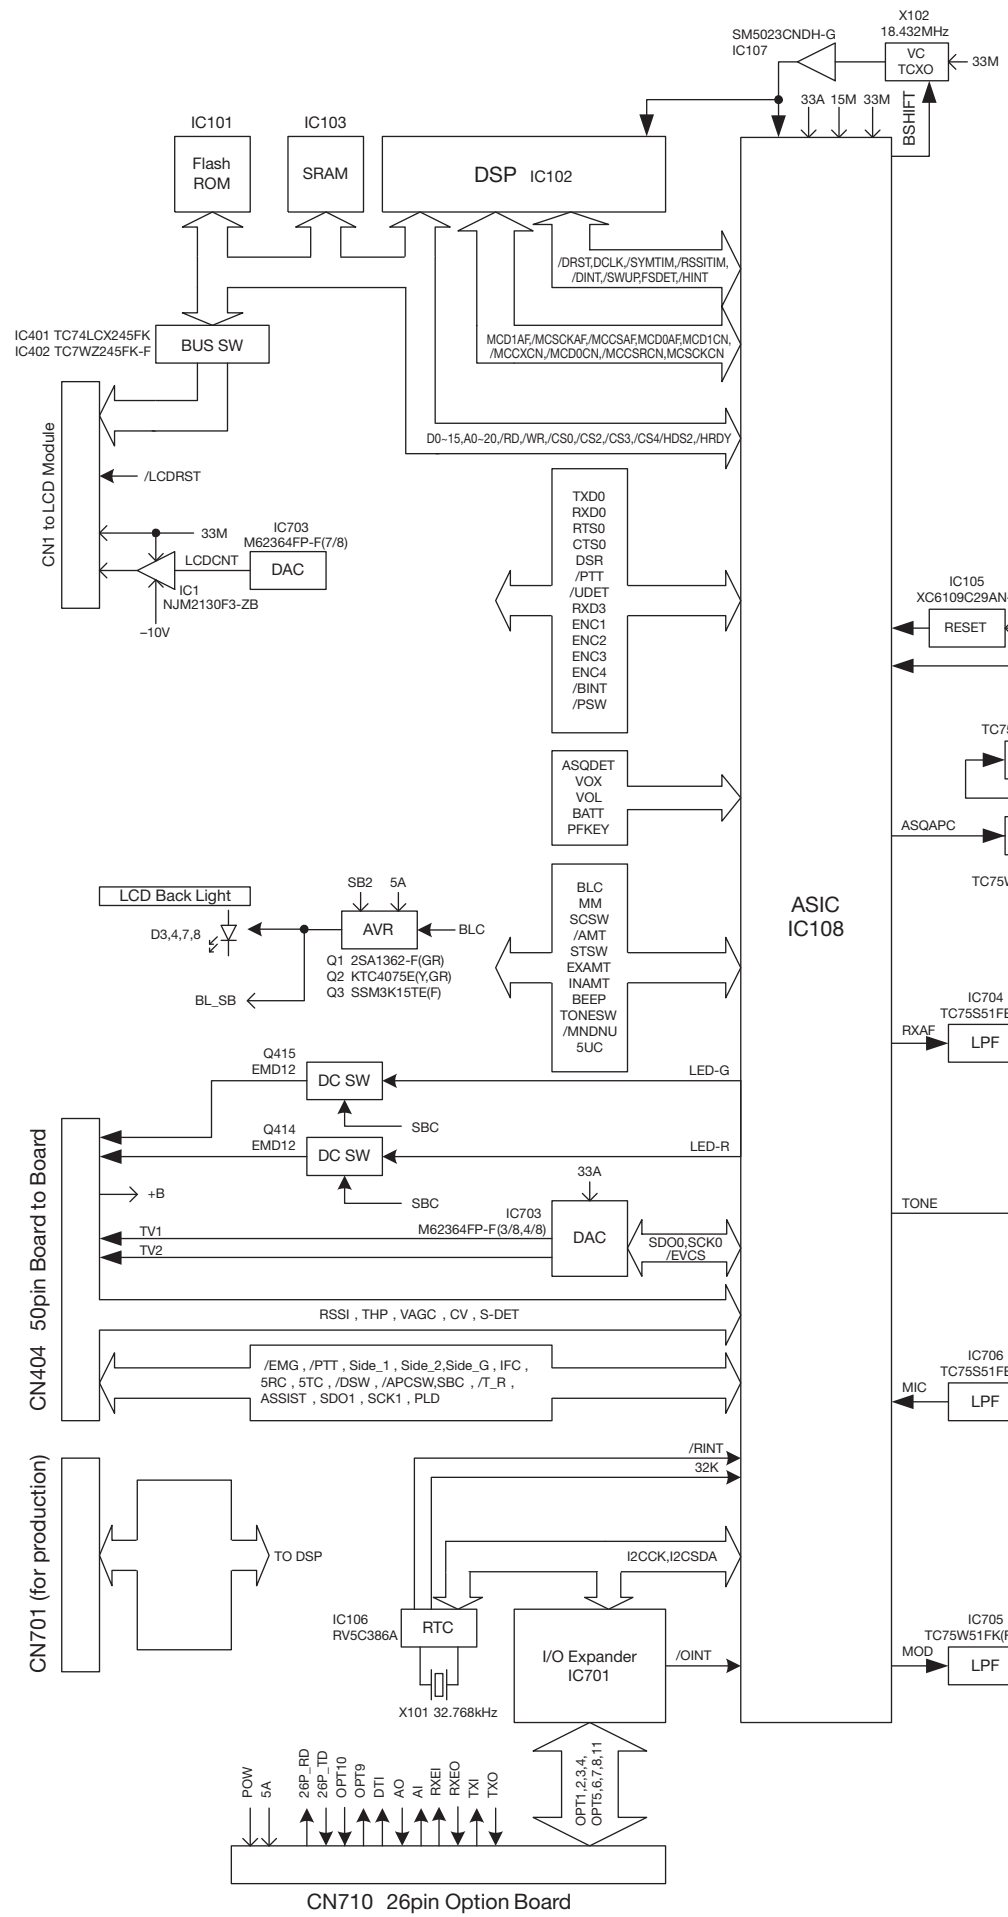 X102
18.432MHz
SM5023CNDH-G
IC107
VC
TCXO
33M
33A
15M
33M
BSHIFT
IC101
IC103
Flash
ROM
SRAM
DSP IC102
/DRST,DCLK,/SYMTIM,/RSSITIM,
/DINT,/SWUP,FSDET,/HINT
IC401 TC74LCX245FK
IC402 TC7WZ245FK-F
BUS SW
MCD1AF,/MCSCKAF,/MCCSAF,MCD0AF,MCD1CN,
/MCCXCN,/MCD0CN,/MCCSRCN,MCSCKCN
D0~15,A0~20,/RD,/WR,/CS0,/CS2,/CS3,/CS4/HDS2,/HRDY
CN1 to LCD Module
/LCDRST
33M
IC703
M62364FP-F(7/8)
LCDCNT
DAC
IC1
NJM2130F3-ZB
–10V
TXD0
RXD0
RTS0
CTS0
DSR
/PTT
/UDET
RXD3
ENC1
ENC2
ENC3
ENC4
/BINT
/PSW
IC105
XC6109C29AN
RESET
TC75
ASQDET
VOX
VOL
BATT
PFKEY
ASQAPC
TC75W
ASIC
IC108
LCD Back Light
D3,4,7,8
SB2
5A
AVR
BLC
Q1 2SA1362-F(GR)
Q2 KTC4075E(Y,GR)
Q3 SSM3K15TE(F)
BL_SB
BLC
MM
SCSW
/AMT
STSW
EXAMT
INAMT
BEEP
TONESW
/MNDNU
5UC
IC704
TC75S51FE
RXAF
LPF
Q415
EMD12
DC SW
LED-G
SBC
Q414
EMD12
DC SW
LED-R
SBC
CN404 50pin Board to Board
+B
33A
IC703
M62364FP-F(3/8,4/8)
DAC
TV1
TV2
SDO0,SCK0
/EVCS
TONE
RSSI , THP , VAGC , CV , S-DET
/EMG , /PTT , Side_1 , Side_2,Side_G , IFC ,
5RC , 5TC , /DSW , /APCSW,SBC , /T_R ,
ASSIST , SDO1 , SCK1 , PLD
IC706
TC75S51FE
MIC
LPF
/RINT
32K
CN701 (for production)
TO DSP
I2CCK,I2CSDA
IC106
RV5C386A
RTC
X101 32.768kHz
I/O Expander
IC701
/OINT
IC705
TC75W51FK(F
MOD
LPF
POW
5A
26P_RD
26P_TD
OPT10
OPT9
DTI
AO
AI
RXEI
RXEO
TXI
TXO
OPT1,2,3,4,
OPT5,6,7,8,11
CN710 26pin Option Board